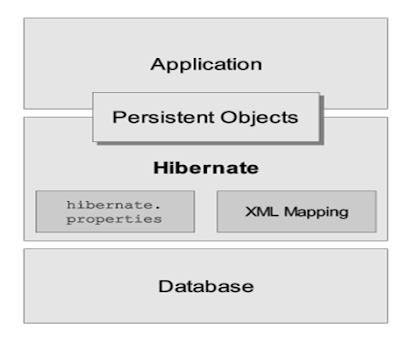 Application
Persistent Objects
Hibernate
hibernate.
properties
XML Mapping
Database